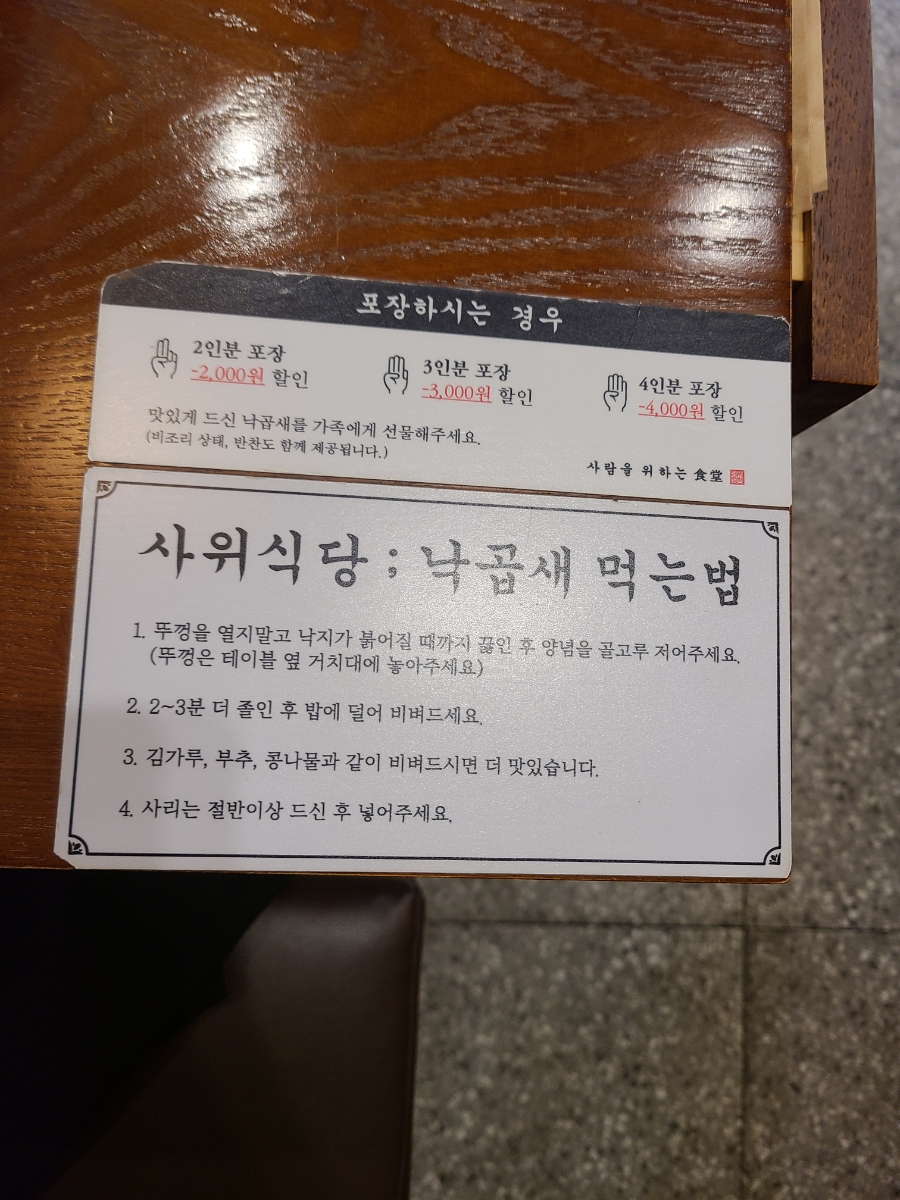 포장하시는 경우
2인분 포장
-2,000원 할인
3인분 포장
-3,000원 할인
4인분 포장
-4,000원 할인
맛있게 드신 낙곱새를 가족에게 선물해주세요.
(비조리 상태, 반찬도 함께 제공됩니다.)
사람을 위하는 食堂
사위식당 ; 낙곱새 먹는법
1. 뚜껑을 열지말고 낙지가 붉어질 때까지 끓인 후 양념을 골고루 저어주세요.
(뚜껑은 테이블 옆 거치대에 놓아주세요)
2. 2~3분 더 졸인 후 밥에 덜어 비벼드세요.
3. 김가루, 부추, 콩나물과 같이 비벼드시면 더 맛있습니다.
4. 사리는 절반이상 드신 후 넣어주세요.